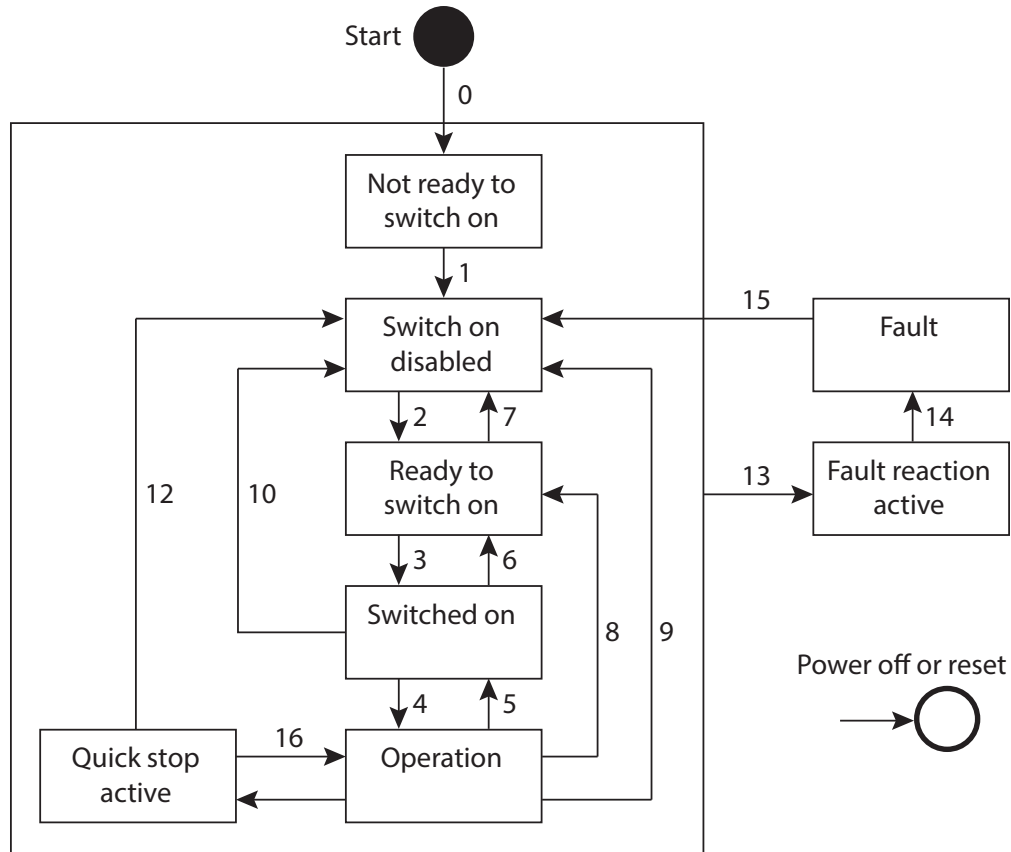 Start
0
Not ready to
switch on
1
15
Switch on
disabled
Fault
2
7
14
Ready to
switch on
13
Fault reaction
active
12
10
3
6
Switched on
8
9
Power off or reset
4
5
16
Quick stop
active
Operation